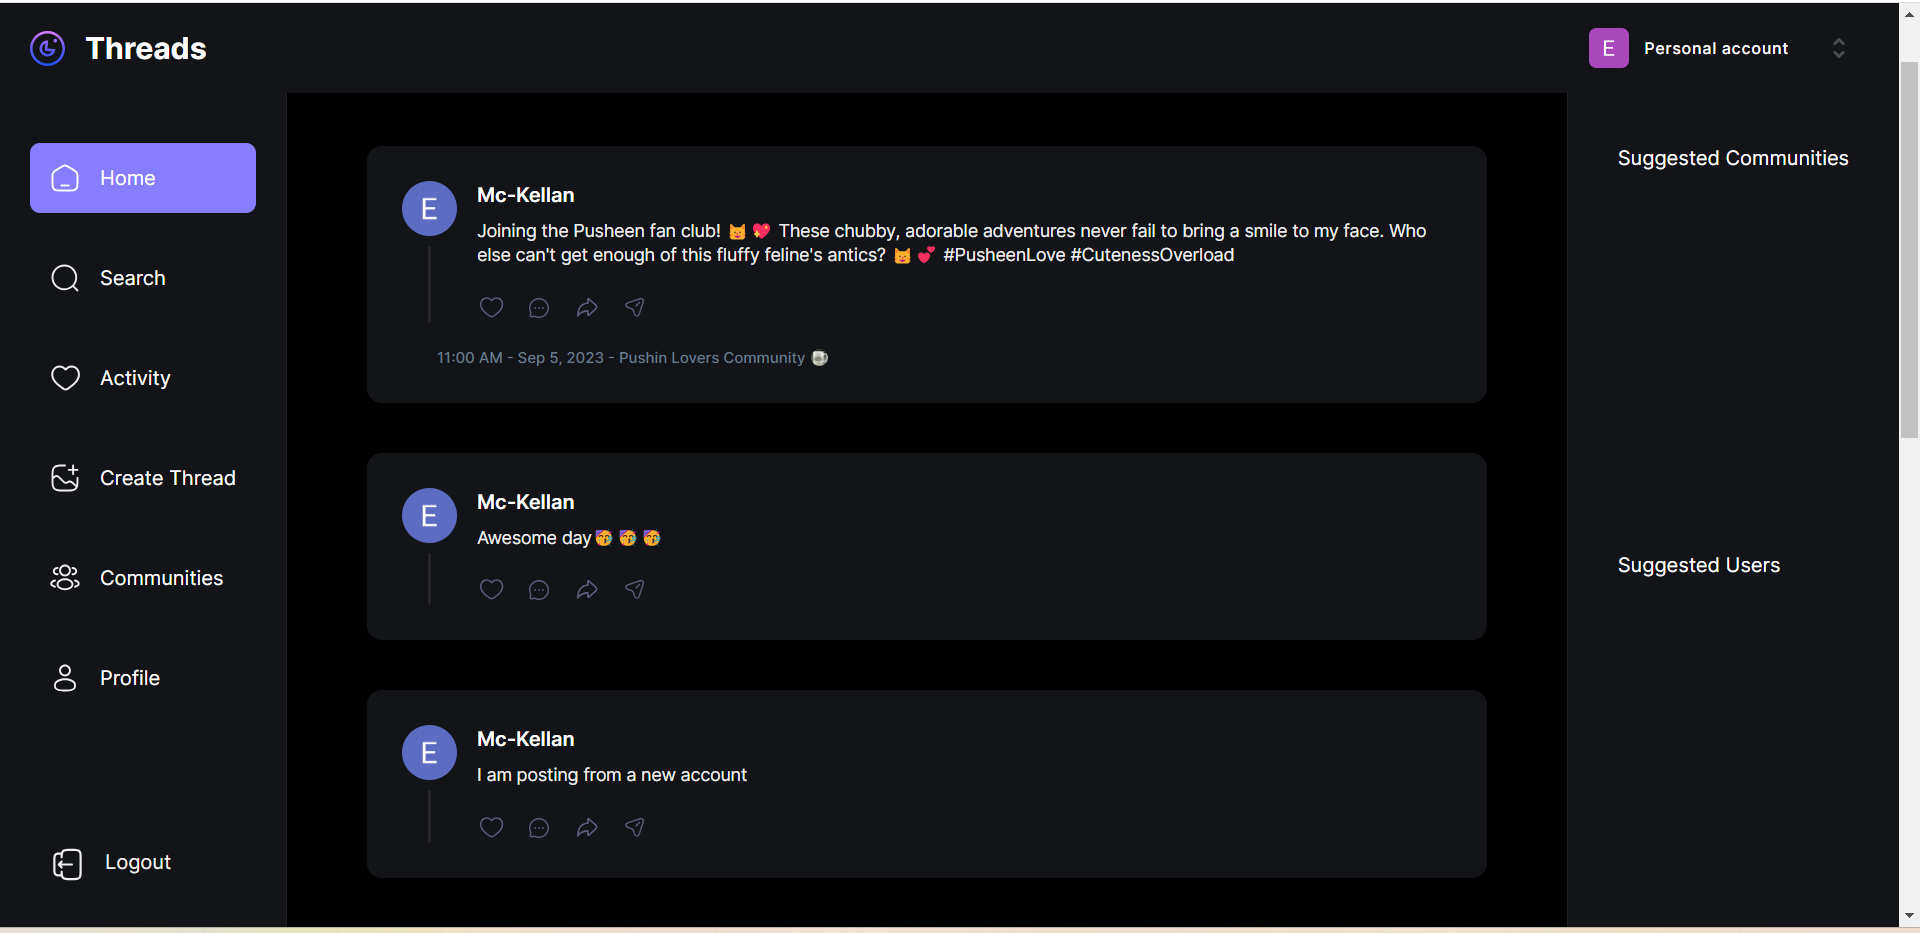 Threads
E Personal account
Home
Search
Activity
Create Thread
Communities
Profile
Logout
E
Mc-Kellan
Joining the Pusheen fan club! 😺💖 These chubby, adorable adventures never fail to bring a smile to my face. Who
else can't get enough of this fluffy feline's antics? 😺💕 #PusheenLove #CutenessOverload
11:00 AM - Sep 5, 2023 - Pushin Lovers Community
E
Mc-Kellan
Awesome day🥳🥳🥳
E
Mc-Kellan
I am posting from a new account
Suggested Communities
Suggested Users